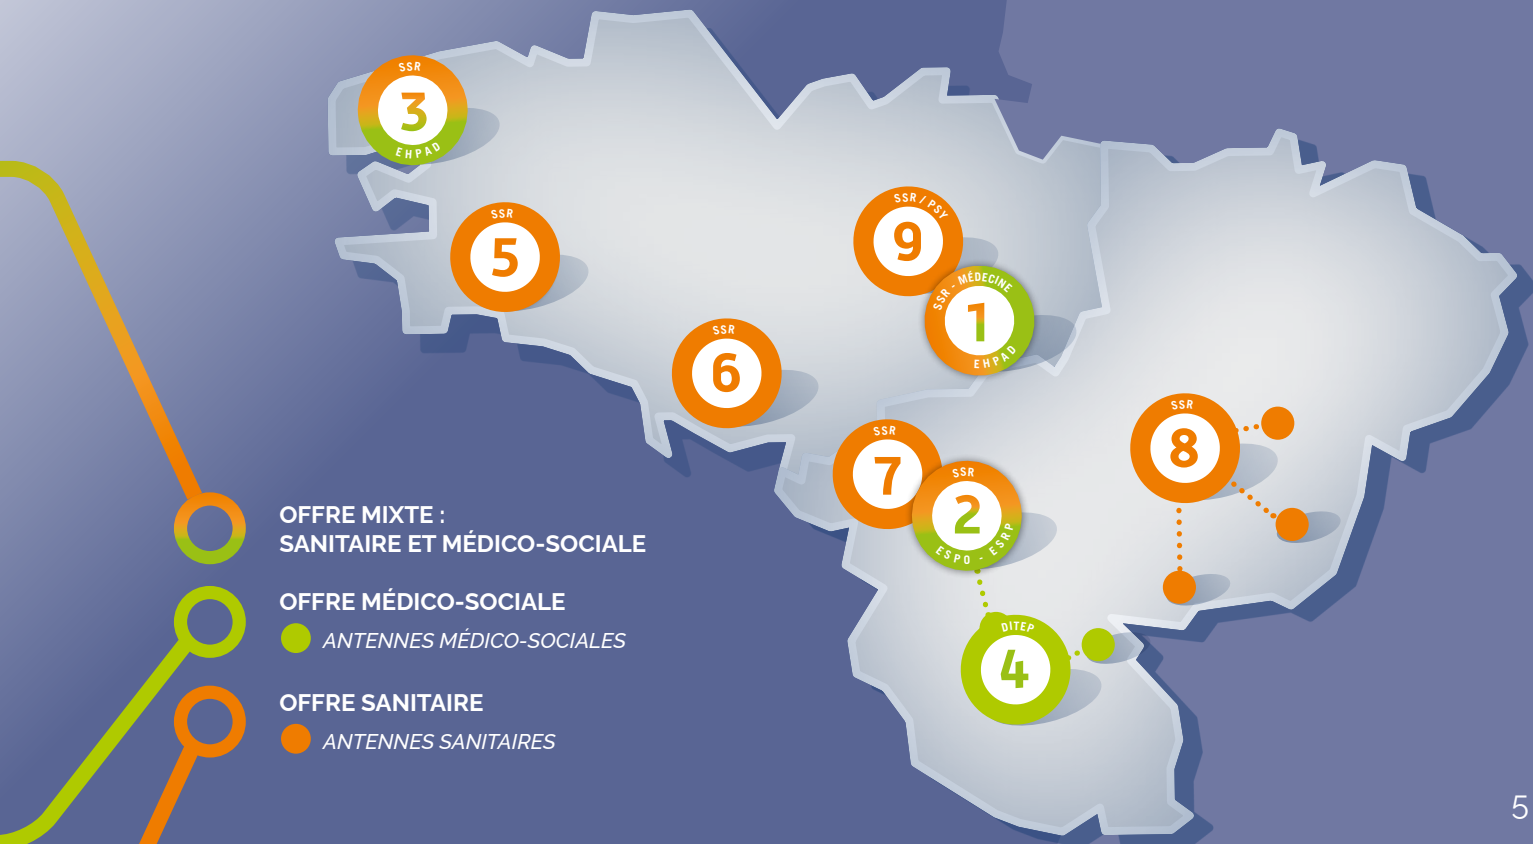 SSR
3
EHPAD
SSR
5
SSR / PSY
9
SSR - MÉDECINE
1
EHPAD
SSR
6
SSR
7
SSR
2
ESPO - ESRP
SSR
8
DITEP
4
OFFRE MIXTE :
SANITAIRE ET MÉDICO-SOCIALE
OFFRE MÉDICO-SOCIALE
ANTENNES MÉDICO-SOCIALES
OFFRE SANITAIRE
ANTENNES SANITAIRES
5